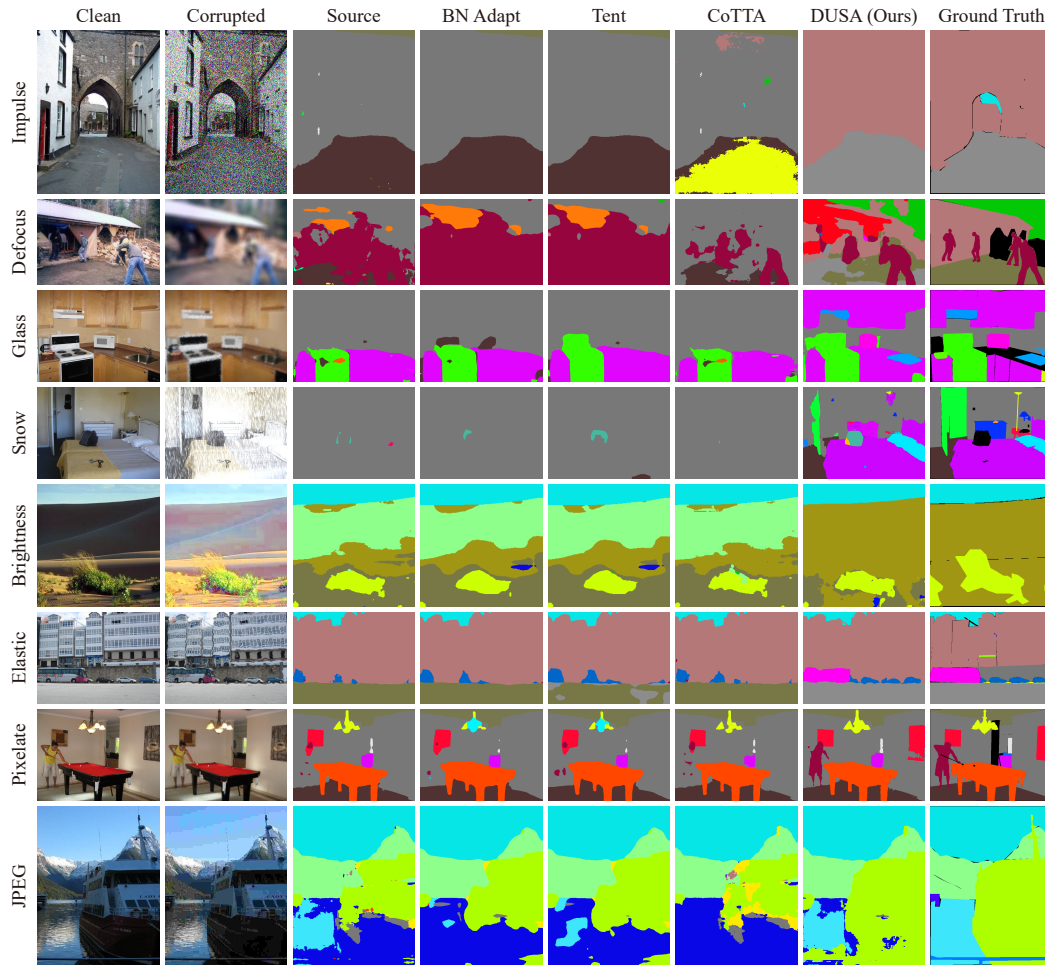 Clean Corrupted Source BN Adapt Tent CoTTA DUSA (Ours) Ground Truth
Impulse
Defocus
Glass
Snow
Brightness
Elastic
Pixelate
JPEG